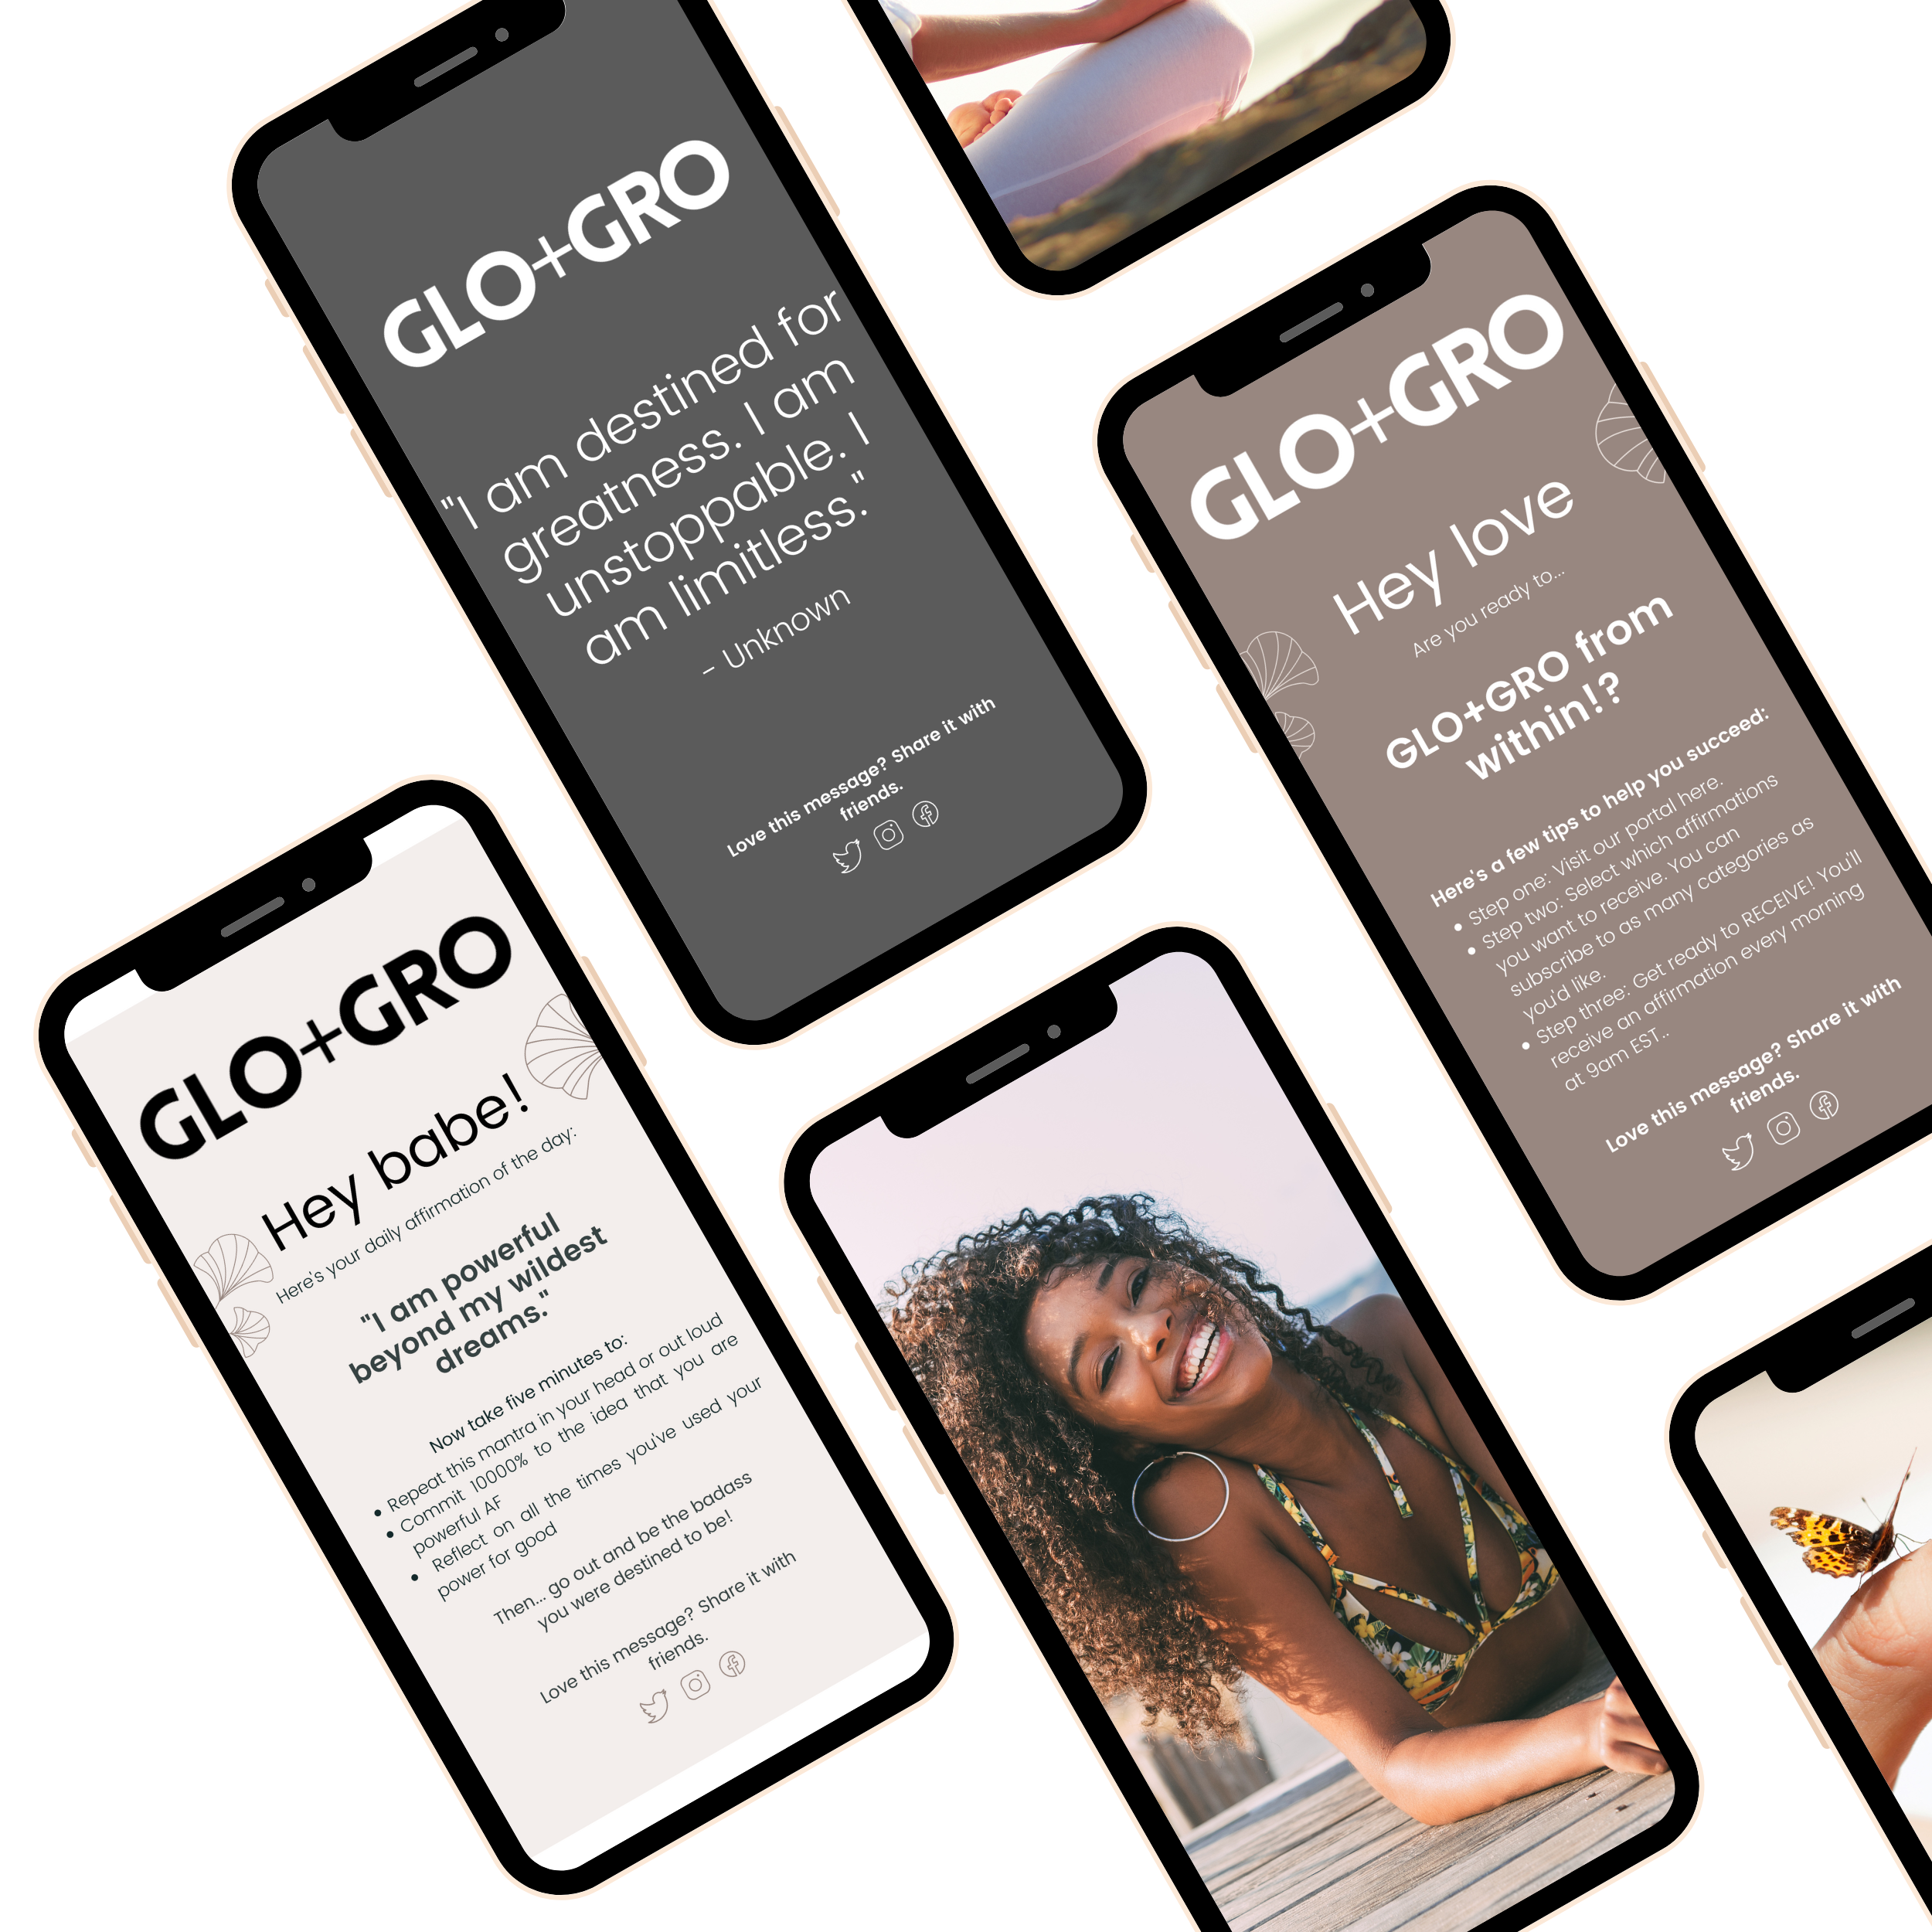 GLO+GRO
"I am destined for
greatness. I am
unstoppable. I
am limitless."
- Unknown
Love this message? Share it with
friends.
GLO+GRO
Hey love
Are you ready to...
GLO+GRO from
within!?
Here's a few tips to help you succeed:
• Step one: Visit our portal here.
• Step two: Select which affirmations
you want to receive. You can
subscribe to as many categories as
you'd like.
• Step three: Get ready to RECEIVE! You'll
receive an affirmation every morning
at 9am EST..
Love this message? Share it with
friends.
GLO+GRO
Hey babe!
Here's your daily affirmation of the day:
"I am powerful
beyond my wildest
dreams."
Now take five minutes to:
• Repeat this mantra in your head or out loud
• Commit 10000% to the idea that you are
powerful AF
• Reflect on all the times you've used your
power for good
Then... go out and be the badass
you were destined to be!
Love this message? Share it with
friends.